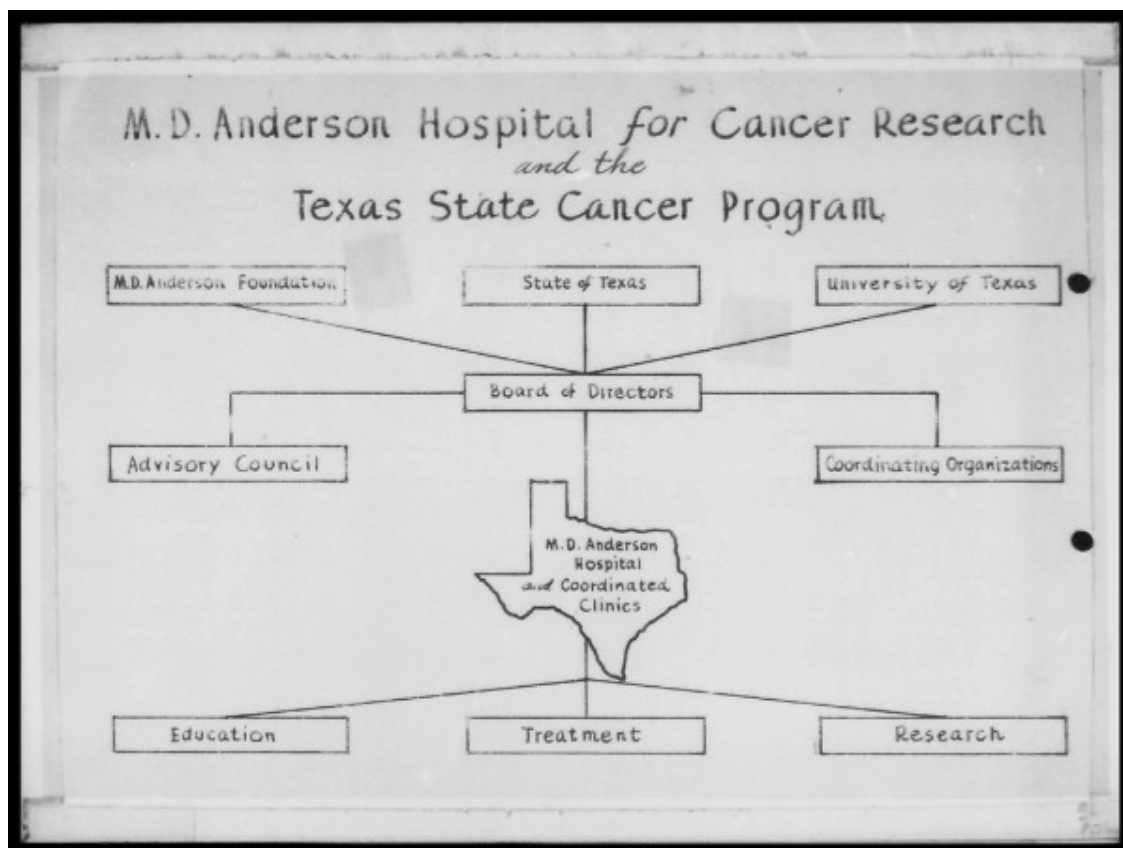 M.D. Anderson Hospital for Cancer Research
and the
Texas State Cancer Program
M.D. Anderson Foundation
State of Texas
University of Texas
Board of Directors
Advisory Council
Coordinating Organizations
M.D. Anderson
Hospital
and Coordinated
Clinics
Education
Treatment
Research